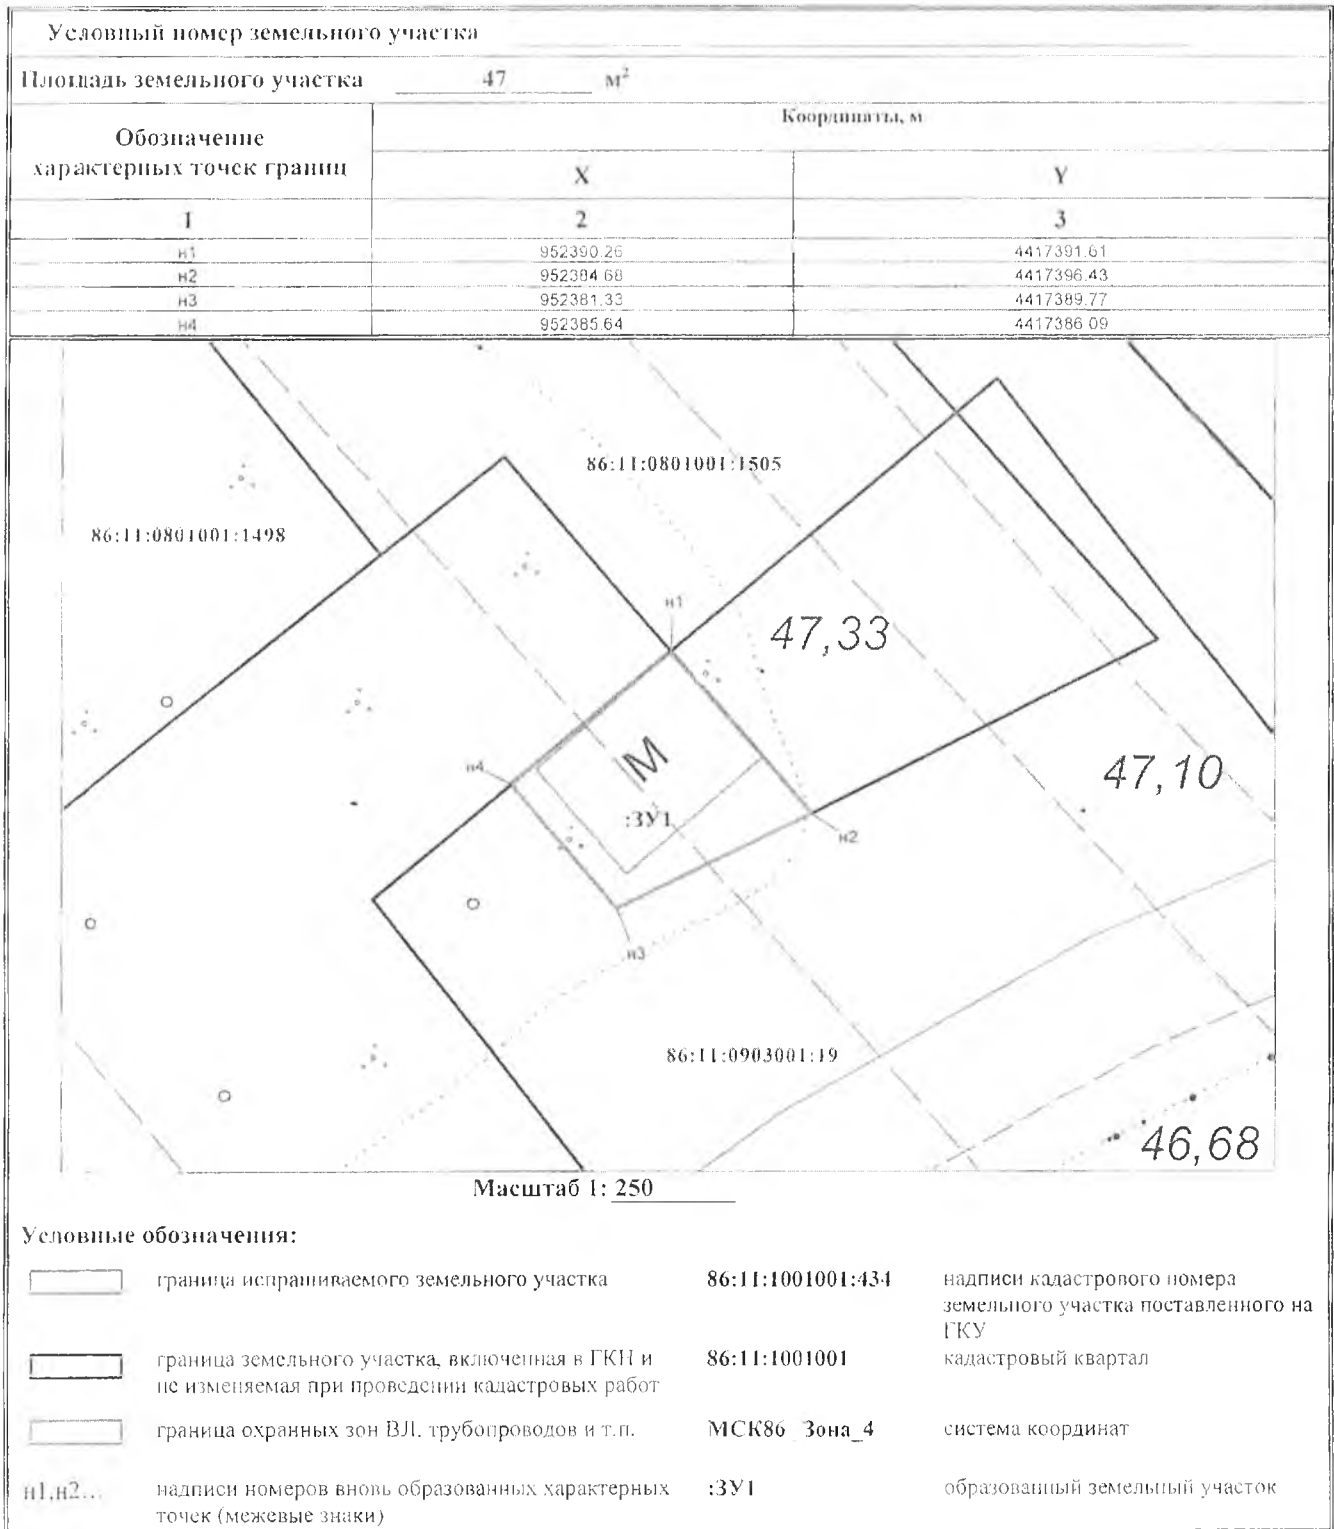 Условный номер земельного участка
Площадь земельного участка 47 м²
Обозначение характерных точек границ
Координаты, м
X
Y
1
2
3
н1 952390.26 4417391.61
н2 952384.68 4417396.43
н3 952381.33 4417389.77
н4 952385.64 4417386.09
86:11:0801001:1505
86:11:0801001:1498
н1
47,33
М
н4
47,10
:ЗУ1
н2
н3
86:11:0903001:19
46,68
Масштаб 1: 250
Условные обозначения:
граница испрашиваемого земельного участка
86:11:1001001:434
надписи кадастрового номера
земельного участка поставленного на
ГКУ
граница земельного участка, включенная в ГКН и
не изменяемая при проведении кадастровых работ
86:11:1001001
кадастровый квартал
граница охранных зон ВЛ, трубопроводов и т.п.
МСК86 Зона_4
система координат
н1,н2...
надписи номеров вновь образованных характерных
точек (межевые знаки)
:ЗУ1
образованный земельный участок